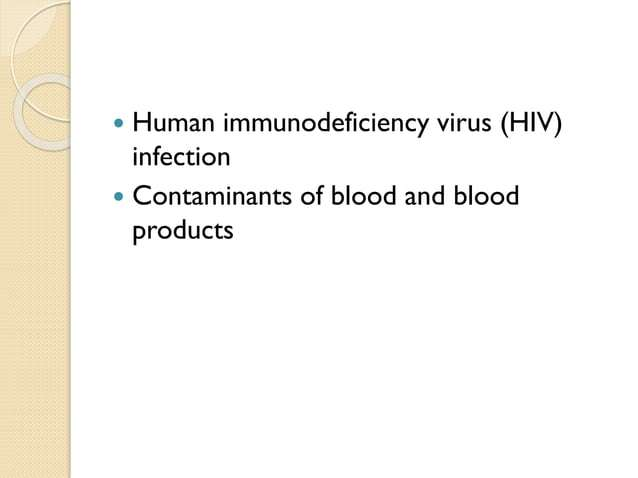 • Human immunodeficiency virus (HIV)
infection
• Contaminants of blood and blood
products